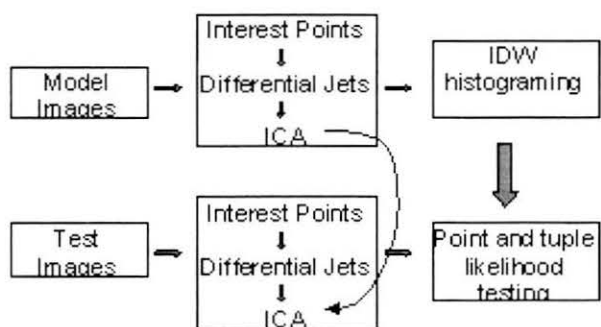 Model
Images
Interest Points
Differential Jets
ICA
IDW
histograming
Test
Images
Interest Points
Differential Jets
ICA
Point and tuple
likelihood
testing